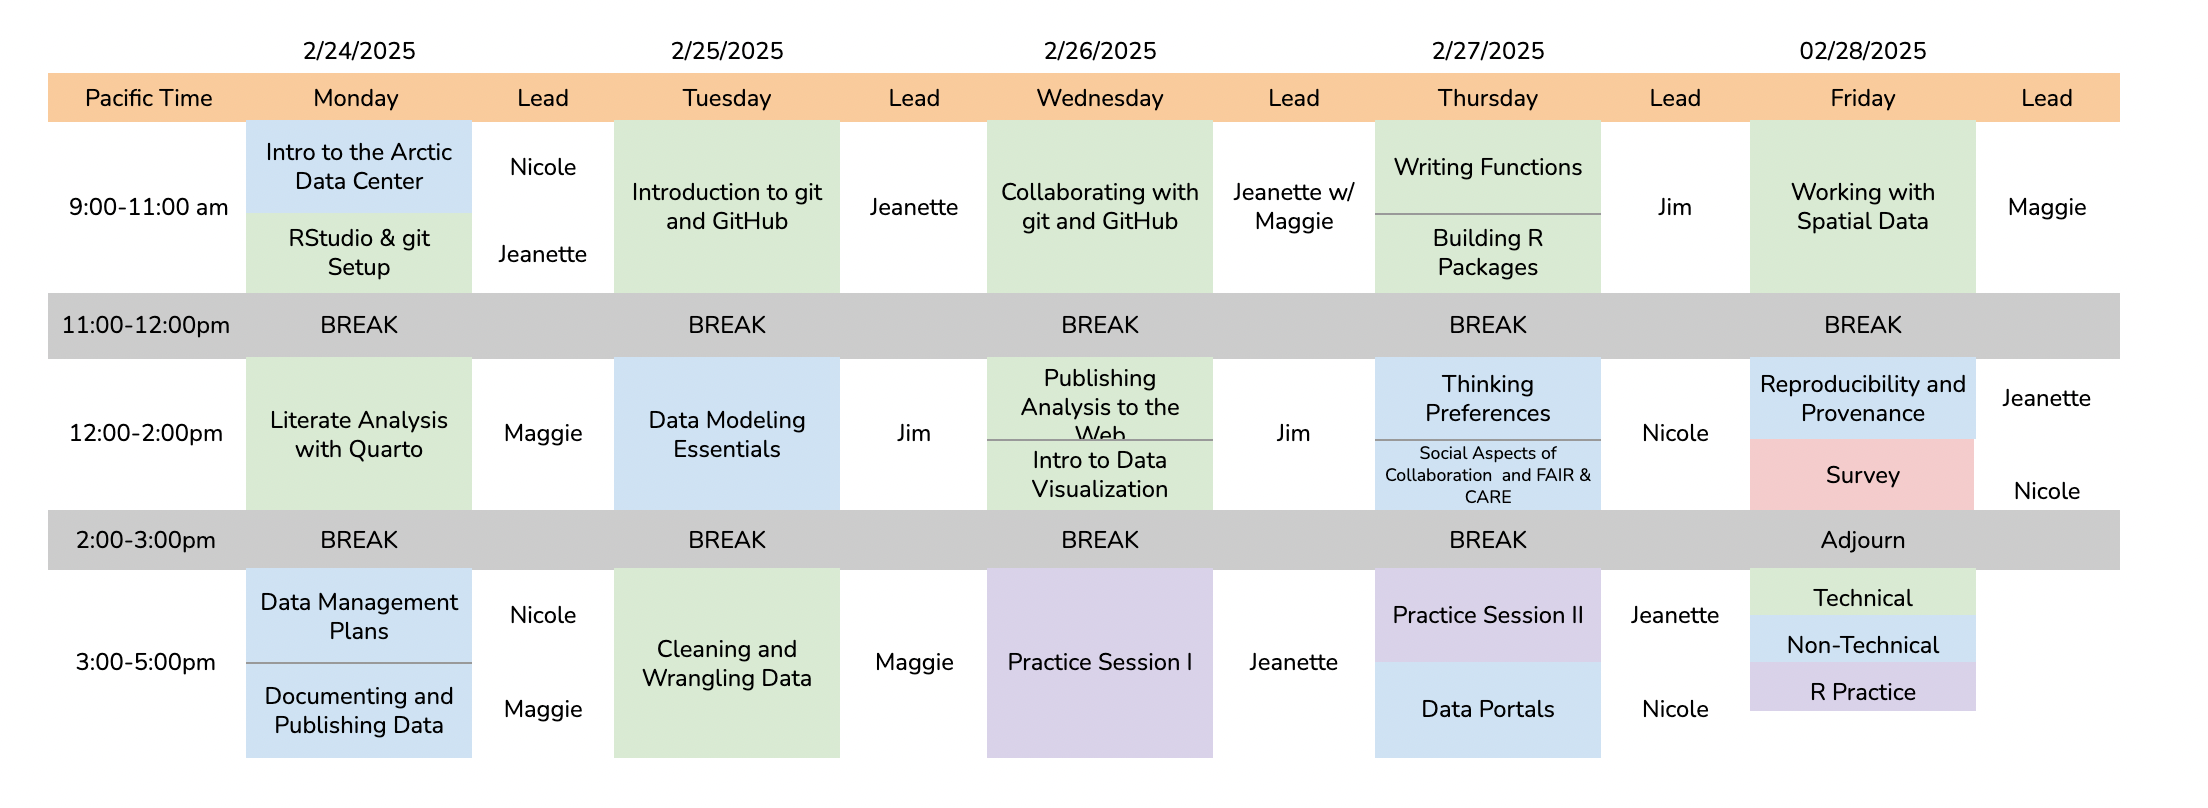 2/24/2025 2/25/2025 2/26/2025 2/27/2025 02/28/2025
Pacific Time Monday Lead Tuesday Lead Wednesday Lead Thursday Lead Friday Lead
9:00-11:00 am
Intro to the Arctic
Data Center
Nicole
RStudio & git
Setup
Jeanette
Introduction to git
and GitHub
Jeanette
Collaborating with
git and GitHub
Jeanette w/
Maggie
Writing Functions
Building R
Packages
Jim
Working with
Spatial Data
Maggie
11:00-12:00pm BREAK BREAK BREAK BREAK BREAK
12:00-2:00pm
Literate Analysis
with Quarto
Maggie
Data Modeling
Essentials
Jim
Publishing
Analysis to the
Web
Intro to Data
Visualization
Jim
Thinking
Preferences
Social Aspects of
Collaboration and FAIR &
CARE
Nicole
Reproducibility and
Provenance
Jeanette
Survey
Nicole
2:00-3:00pm BREAK BREAK BREAK BREAK Adjourn
3:00-5:00pm
Data Management
Plans
Nicole
Documenting and
Publishing Data
Maggie
Cleaning and
Wrangling Data
Maggie
Practice Session I
Jeanette
Practice Session II
Jeanette
Data Portals
Nicole
Technical
Non-Technical
R Practice